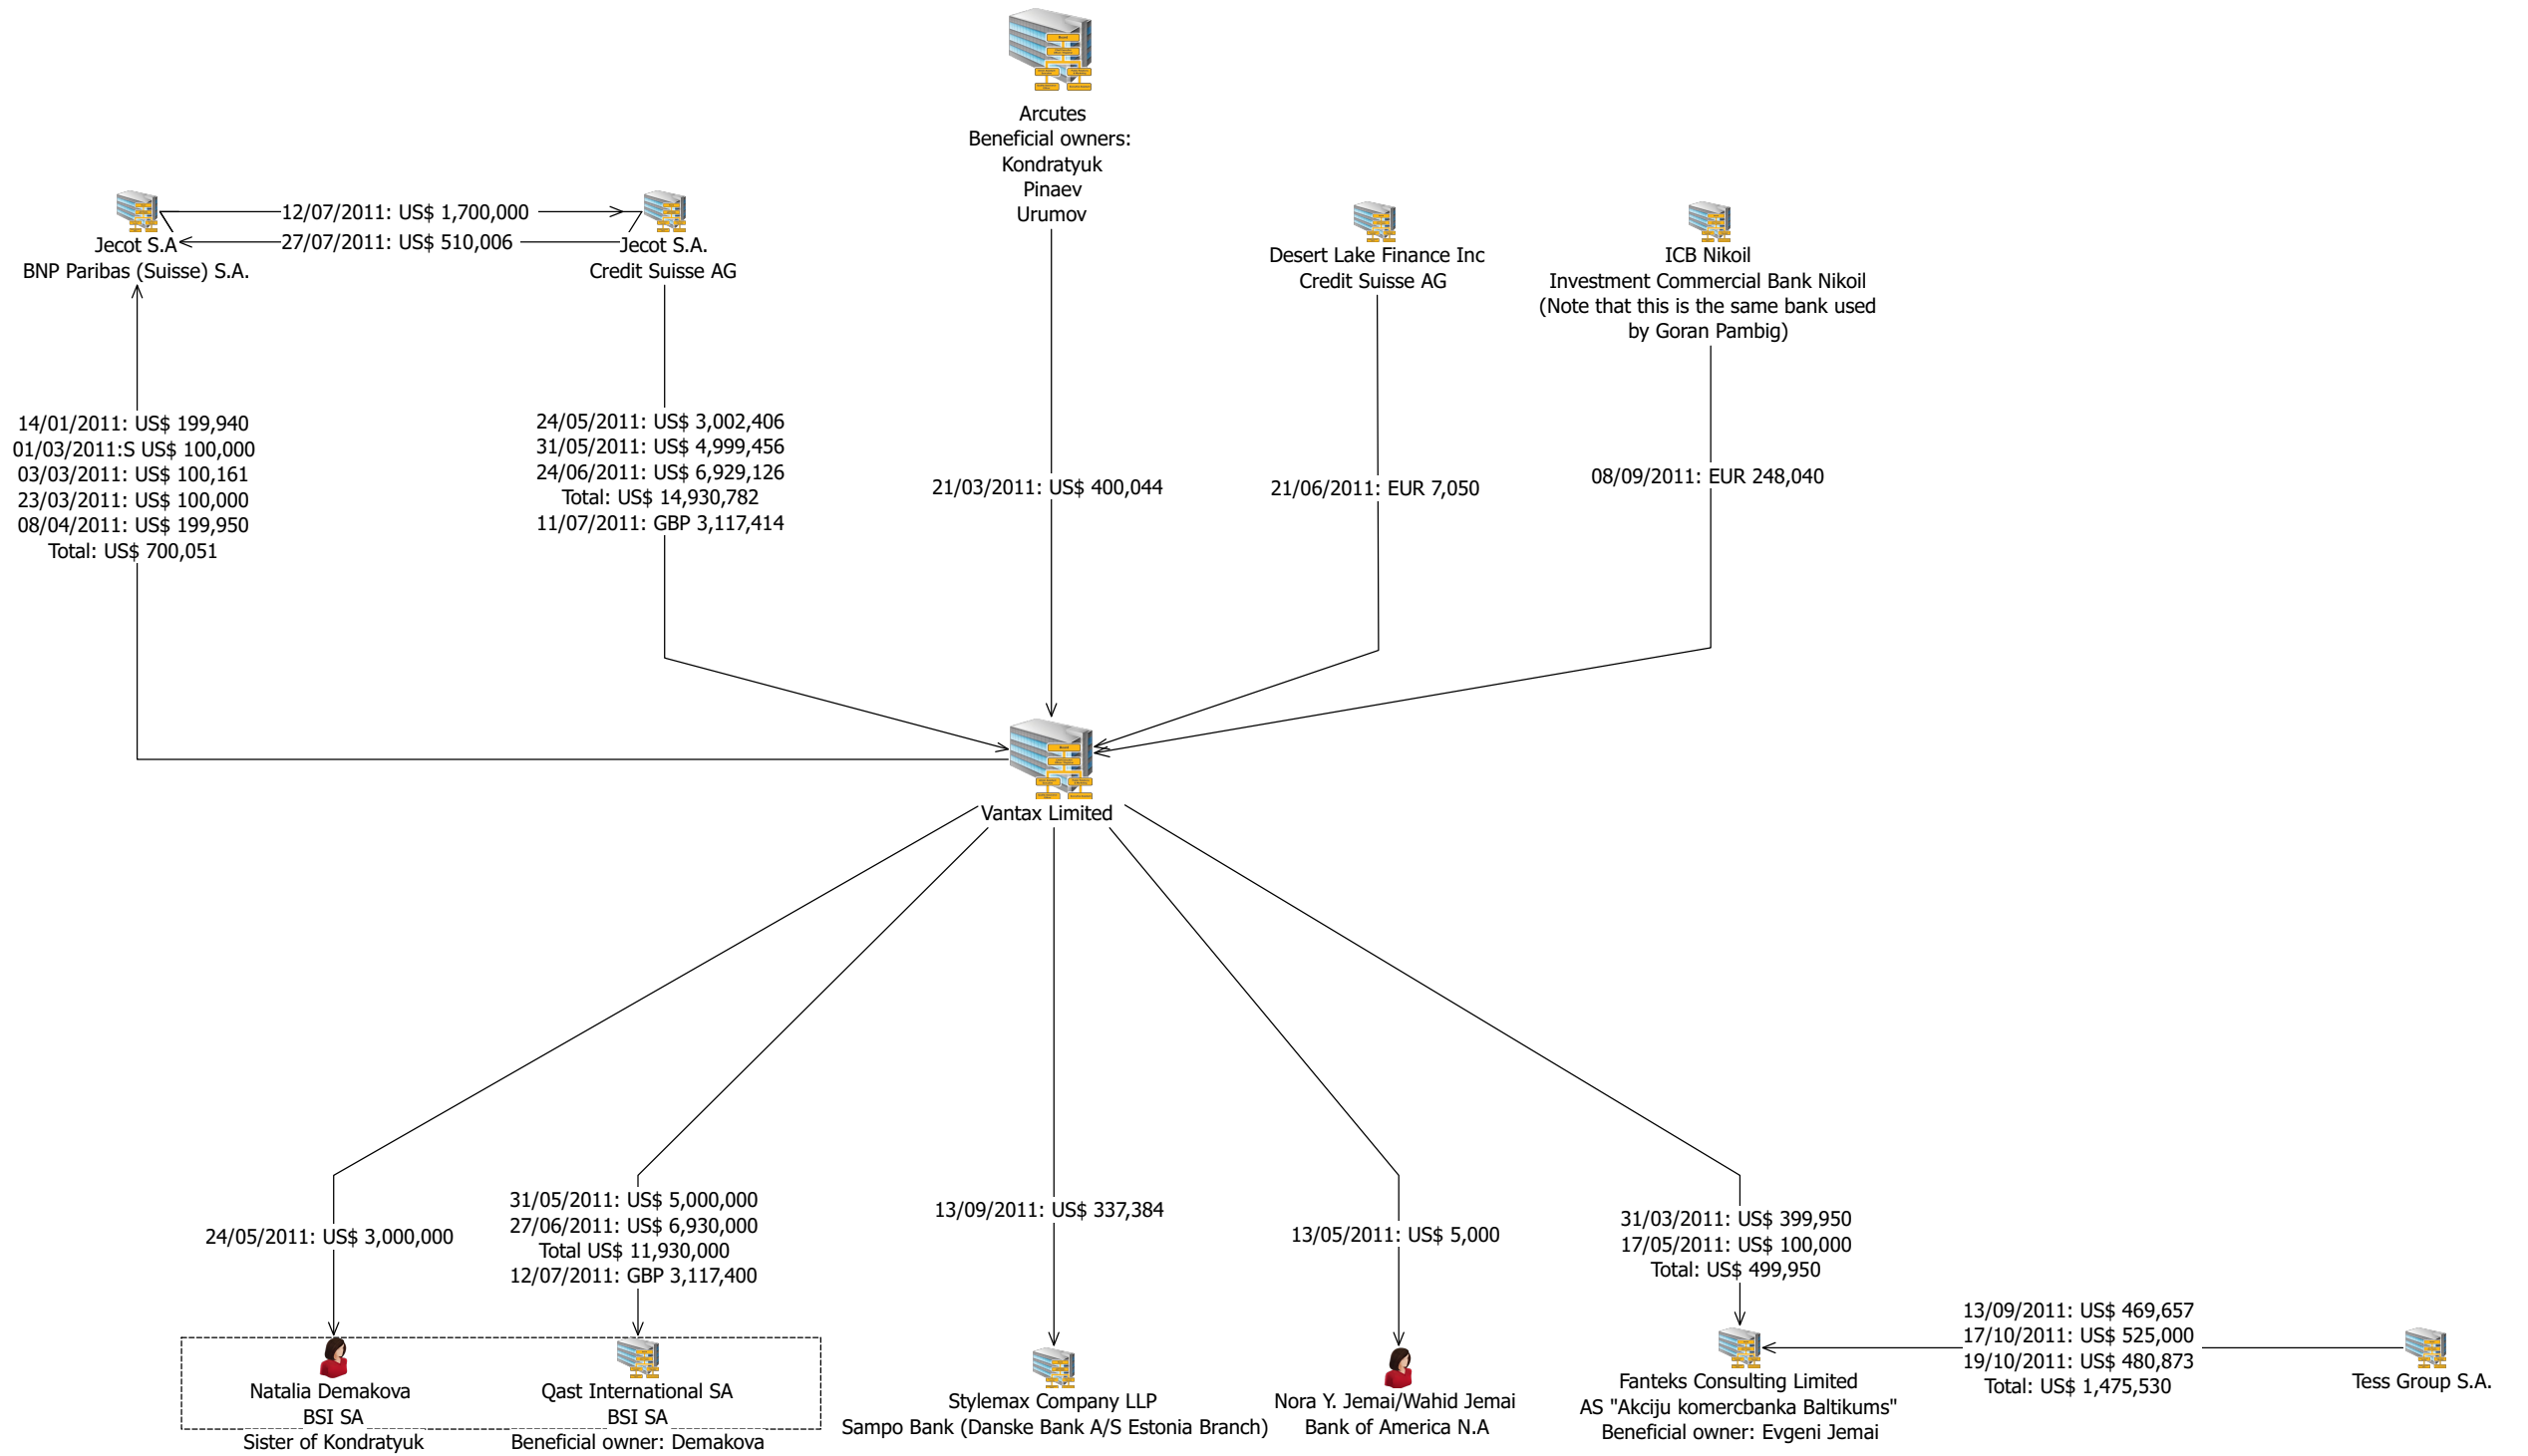 Arcutes
Beneficial owners:
Kondratyuk
Pinaev
Urumov
12/07/2011: US$ 1,700,000
27/07/2011: US$ 510,006
Jecot S.A
BNP Paribas (Suisse) S.A.
Jecot S.A.
Credit Suisse AG
Desert Lake Finance Inc
Credit Suisse AG
ICB Nikoil
Investment Commercial Bank Nikoil
(Note that this is the same bank used
by Goran Pambig)
14/01/2011: US$ 199,940
01/03/2011:S US$ 100,000
03/03/2011: US$ 100,161
23/03/2011: US$ 100,000
08/04/2011: US$ 199,950
Total: US$ 700,051
24/05/2011: US$ 3,002,406
31/05/2011: US$ 4,999,456
24/06/2011: US$ 6,929,126
Total: US$ 14,930,782
11/07/2011: GBP 3,117,414
21/03/2011: US$ 400,044
21/06/2011: EUR 7,050
08/09/2011: EUR 248,040
Vantax Limited
24/05/2011: US$ 3,000,000
31/05/2011: US$ 5,000,000
27/06/2011: US$ 6,930,000
Total US$ 11,930,000
12/07/2011: GBP 3,117,400
13/09/2011: US$ 337,384
13/05/2011: US$ 5,000
31/03/2011: US$ 399,950
17/05/2011: US$ 100,000
Total: US$ 499,950
13/09/2011: US$ 469,657
17/10/2011: US$ 525,000
19/10/2011: US$ 480,873
Total: US$ 1,475,530
Natalia Demakova
BSI SA
Sister of Kondratyuk
Qast International SA
BSI SA
Beneficial owner: Demakova
Stylemax Company LLP
Sampo Bank (Danske Bank A/S Estonia Branch)
Nora Y. Jemai/Wahid Jemai
Bank of America N.A
Fanteks Consulting Limited
AS "Akciju komercbanka Baltikums"
Beneficial owner: Evgeni Jemai
Tess Group S.A.